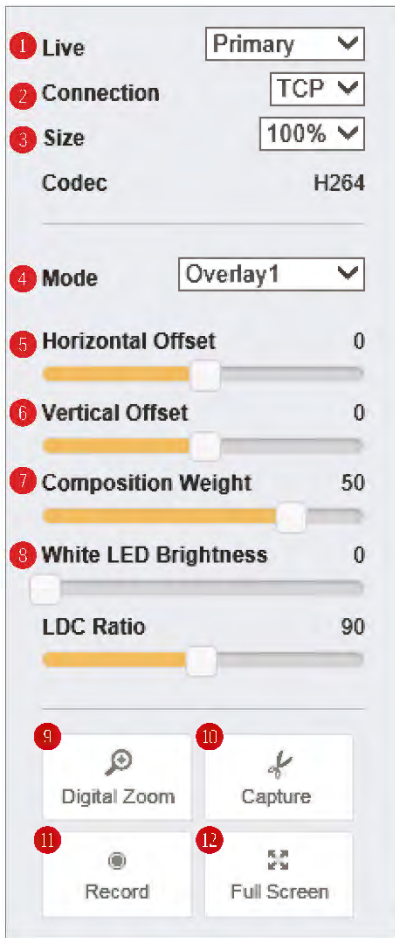 1 Live Primary
2 Connection TCP
3 Size 100%
Codec H264
4 Mode Overlay1
5 Horizontal Offset 0
6 Vertical Offset 0
7 Composition Weight 50
8 White LED Brightness 0
LDC Ratio 90
9 10
Digital Zoom Capture
11 12
Record Full Screen